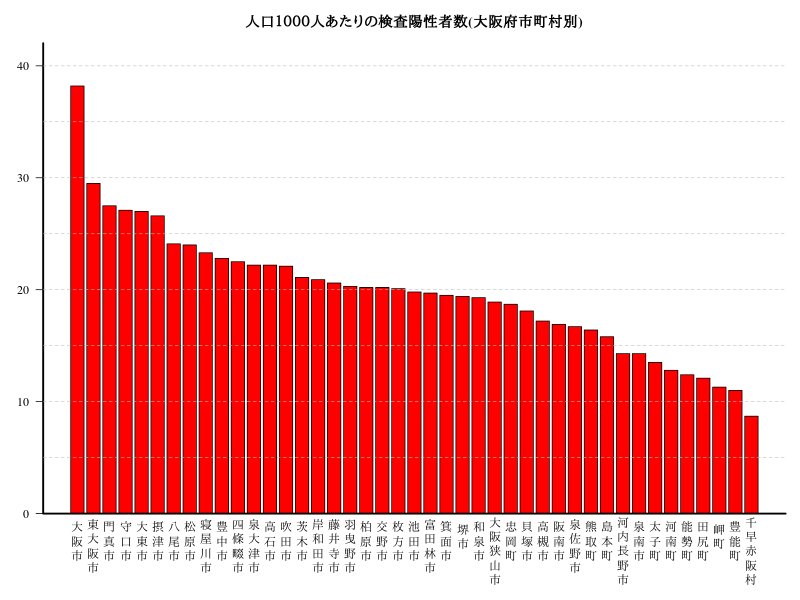 人口1000人あたりの検査陽性者数(大阪府市町村別)
40
30
20
10
0
大阪市
東大阪市
門真市
守口市
大東市
摂津市
八尾市
松原市
寝屋川市
豊中市
四條畷市
泉大津市
高石市
吹田市
茨木市
岸和田市
藤井寺市
羽曳野市
柏原市
交野市
枚方市
池田市
富田林市
箕面市
堺市
和泉市
大阪狭山市
忠岡町
貝塚市
高槻市
阪南市
泉佐野市
熊取町
島本町
河内長野市
泉南市
太子町
河南町
能勢町
田尻町
岬町
豊能町
千早赤阪村